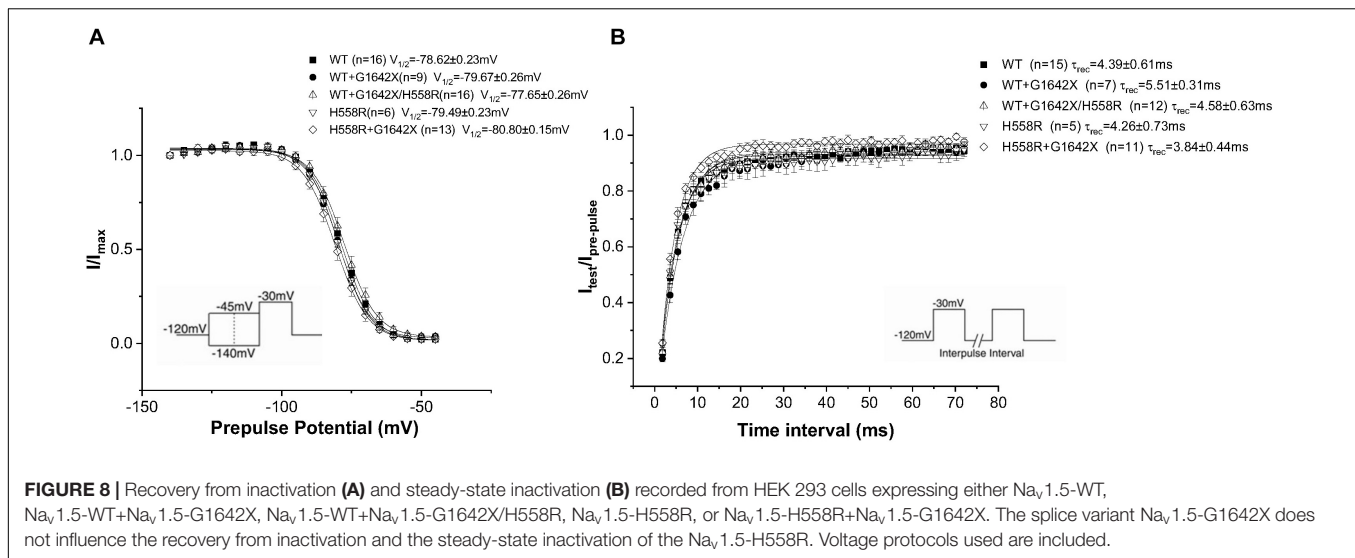 A
WT (n=16) V1/2=-78.62±0.23mV
WT+G1642X(n=9) V1/2=-79.67±0.26mV
WT+G1642X/H558R(n=16) V1/2=-77.65±0.26mV
H558R(n=6) V1/2=-79.49±0.23mV
H558R+G1642X (n=13) V1/2=-80.80±0.15mV
1.0
0.5
0.0
I/Imax
-120mV
-45mV
-140mV
-30mV
-150
-100
-50
Prepulse Potential (mV)
B
WT (n=15) τrec=4.39±0.61ms
WT+G1642X (n=7) τrec=5.51±0.31ms
WT+G1642X/H558R (n=12) τrec=4.58±0.63ms
H558R (n=5) τrec=4.26±0.73ms
H558R+G1642X (n=11) τrec=3.84±0.44ms
1.0
0.8
0.6
0.4
0.2
Itest/Ipre-pulse
-30mV
-120mV
Interpulse Interval
0 10 20 30 40 50 60 70 80
Time interval (ms)
FIGURE 8 | Recovery from inactivation (A) and steady-state inactivation (B) recorded from HEK 293 cells expressing either Nav1.5-WT,
Nav1.5-WT+Nav1.5-G1642X, Nav1.5-WT+Nav1.5-G1642X/H558R, Nav1.5-H558R, or Nav1.5-H558R+Nav1.5-G1642X. The splice variant Nav1.5-G1642X does
not influence the recovery from inactivation and the steady-state inactivation of the Nav1.5-H558R. Voltage protocols used are included.